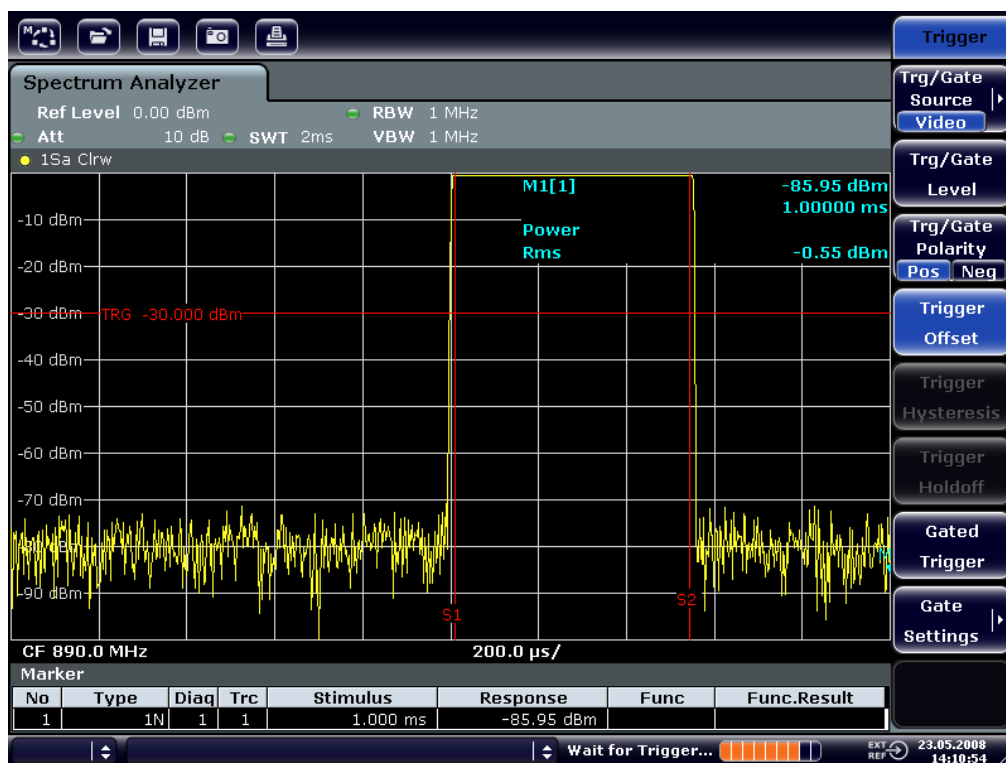 M
Trigger
Spectrum Analyzer
Ref Level 0.00 dBm RBW 1 MHz
Att 10 dB SWT 2ms VBW 1 MHz
1Sa Clrw
M1[1] -85.95 dBm
1.00000 ms
Power
Rms -0.55 dBm
-10 dBm
-20 dBm
-30 dBm
TRG -30.000 dBm
-40 dBm
-50 dBm
-60 dBm
-70 dBm
-80 dBm
-90 dBm
S1
S2
CF 890.0 MHz 200.0 µs/
Marker
No Type Diag Trc Stimulus Response Func Func.Result
1 1N 1 1 1.000 ms -85.95 dBm
Trg/Gate
Source
Video
Trg/Gate
Level
Trg/Gate
Polarity
Pos Neg
Trigger
Offset
Trigger
Hysteresis
Trigger
Holdoff
Gated
Trigger
Gate
Settings
Wait for Trigger...
EXT
REF
23.05.2008
14:10:54